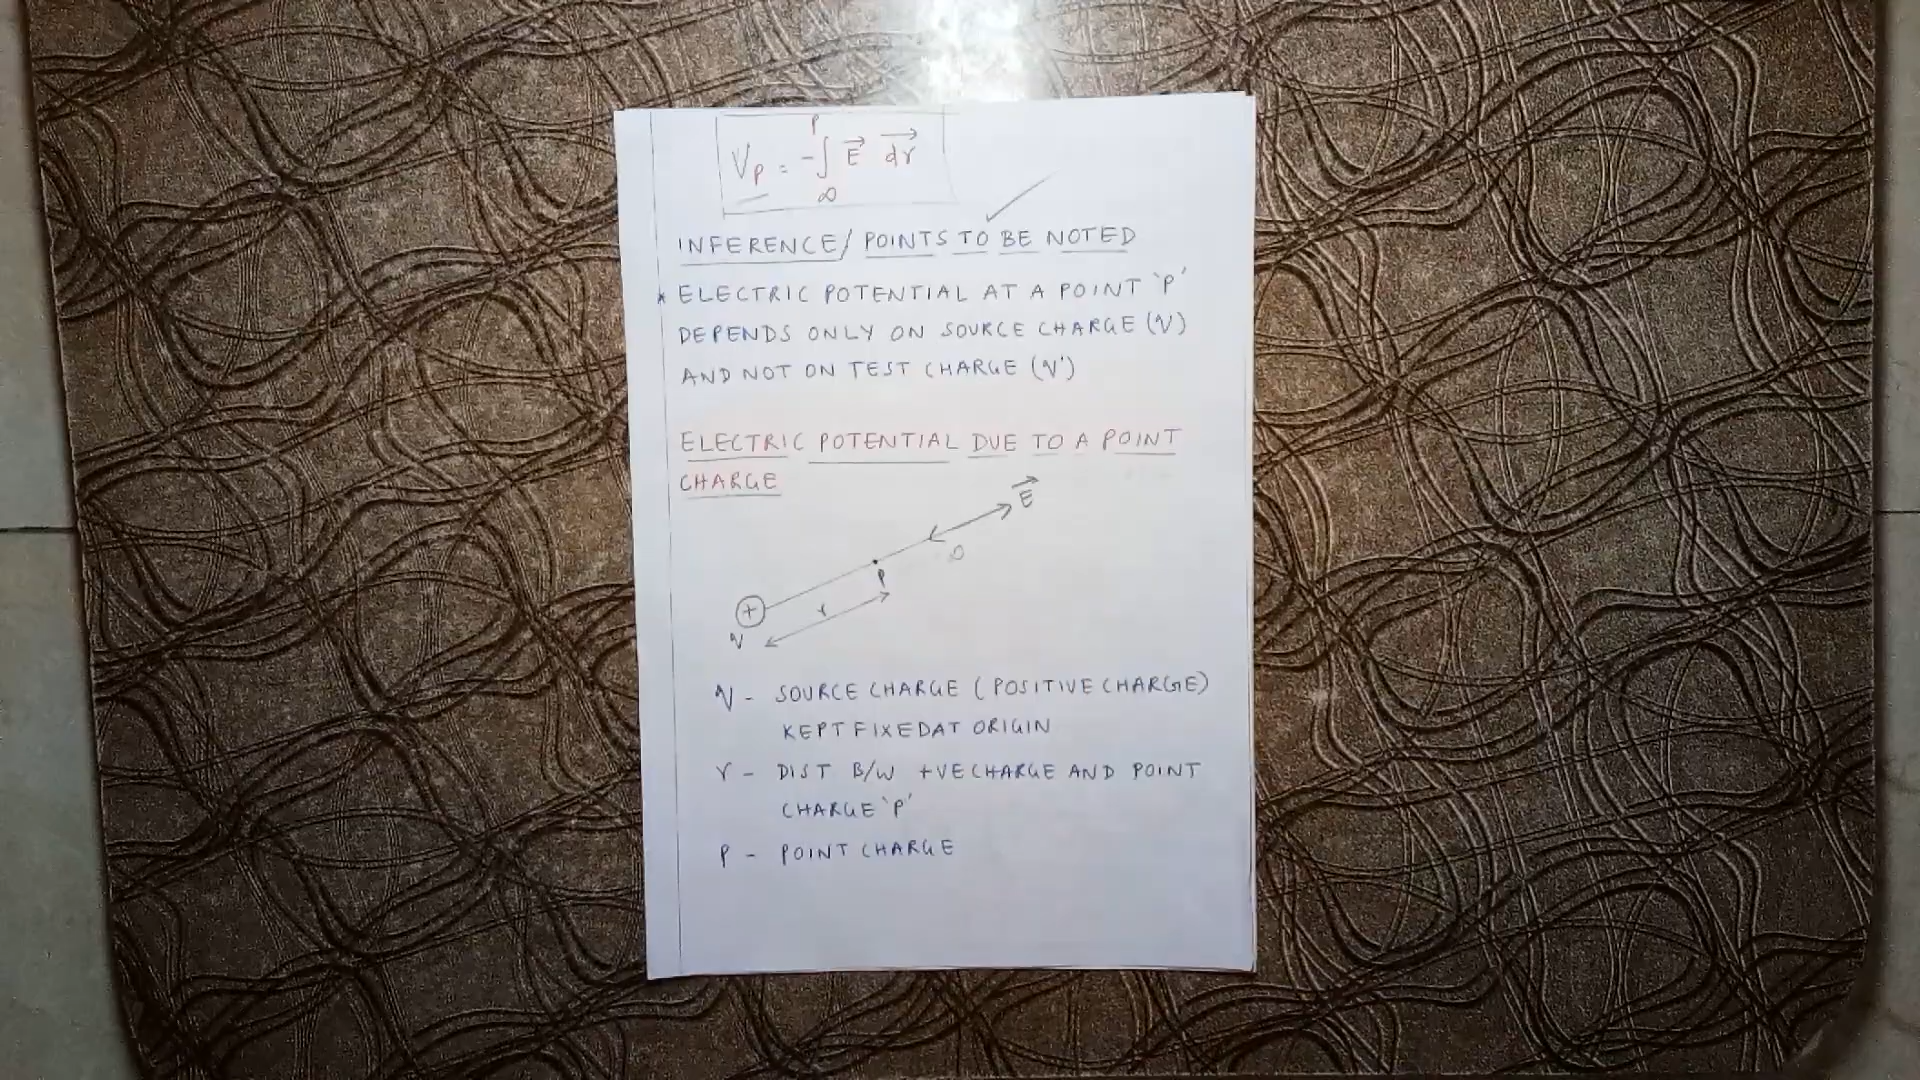 P
Vp = -∫ E⃗ dr⃗
∞
INFERENCE/ POINTS TO BE NOTED
* ELECTRIC POTENTIAL AT A POINT 'P'
DEPENDS ONLY ON SOURCE CHARGE (q)
AND NOT ON TEST CHARGE (q')
ELECTRIC POTENTIAL DUE TO A POINT
CHARGE
E⃗
P
r
+
q
q - SOURCE CHARGE (POSITIVE CHARGE)
KEPT FIXED AT ORIGIN
r - DIST B/W +VE CHARGE AND POINT
CHARGE 'P'
P - POINT CHARGE